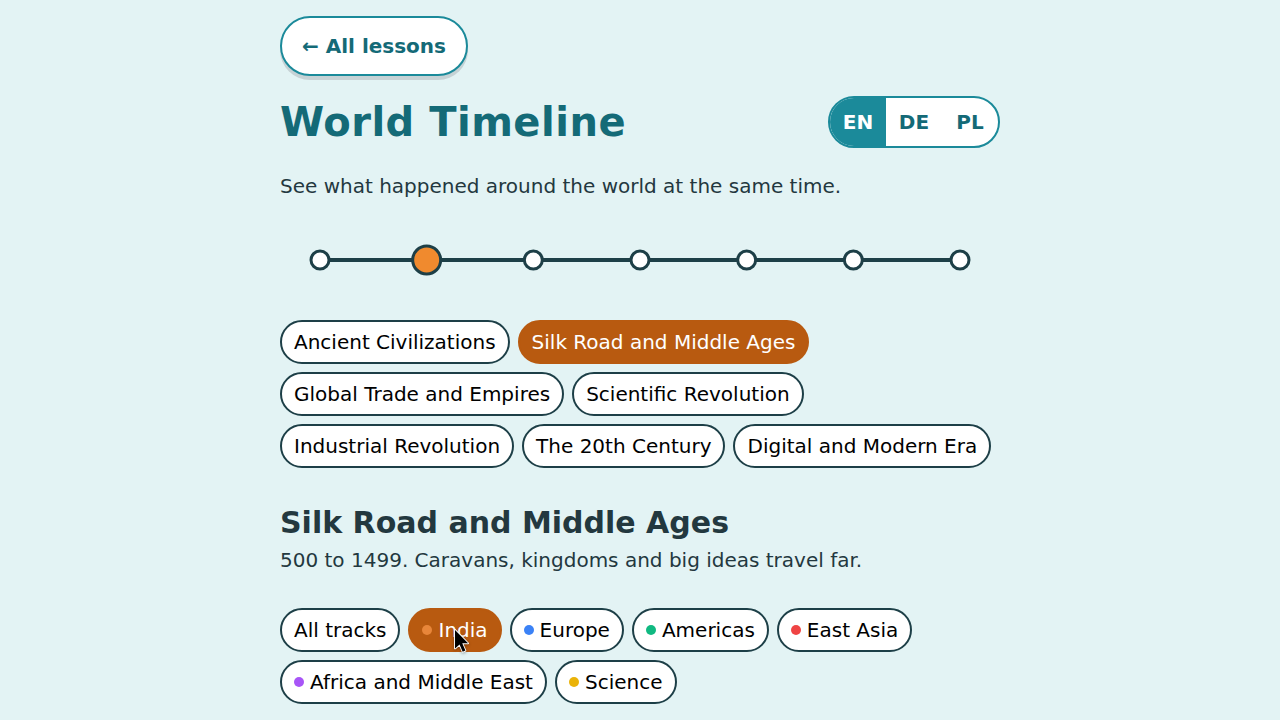 ← All lessons
World Timeline
EN DE PL
See what happened around the world at the same time.
Ancient Civilizations Silk Road and Middle Ages
Global Trade and Empires Scientific Revolution
Industrial Revolution The 20th Century Digital and Modern Era
Silk Road and Middle Ages
500 to 1499. Caravans, kingdoms and big ideas travel far.
All tracks India Europe Americas East Asia
Africa and Middle East Science